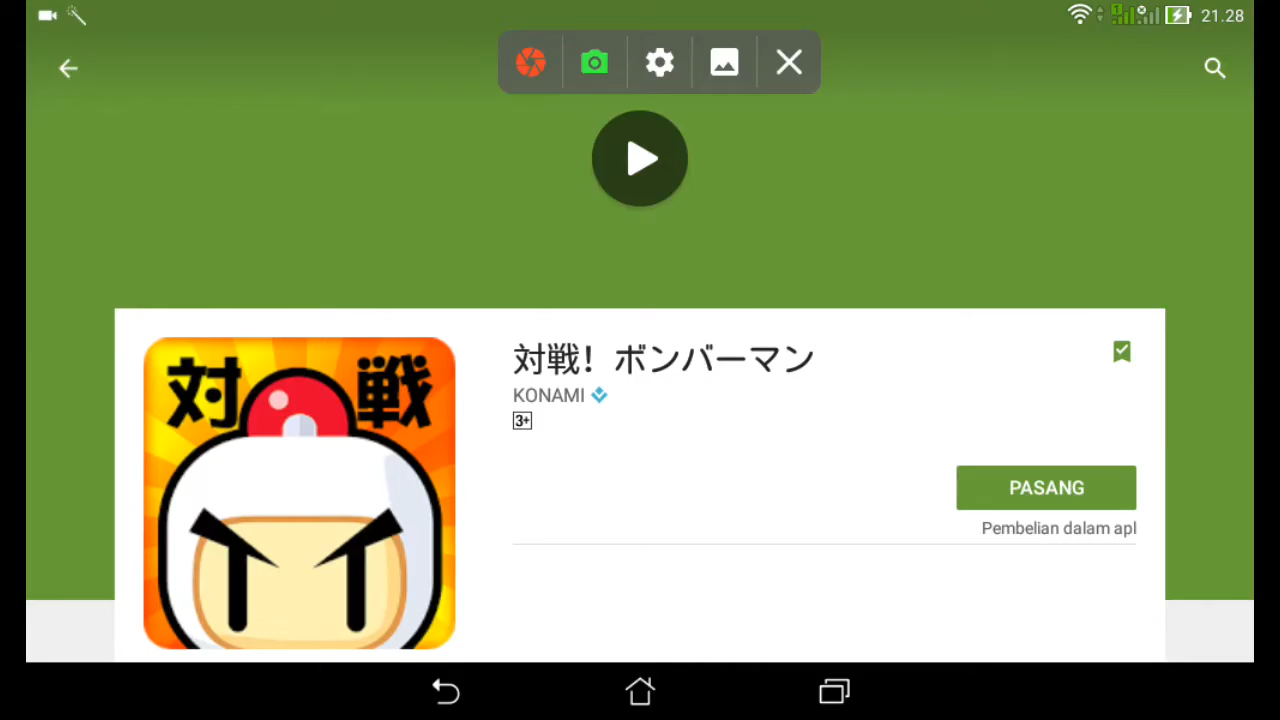 21.28
対戦
対戦！ボンバーマン
KONAMI
3+
PASANG
Pembelian dalam apl